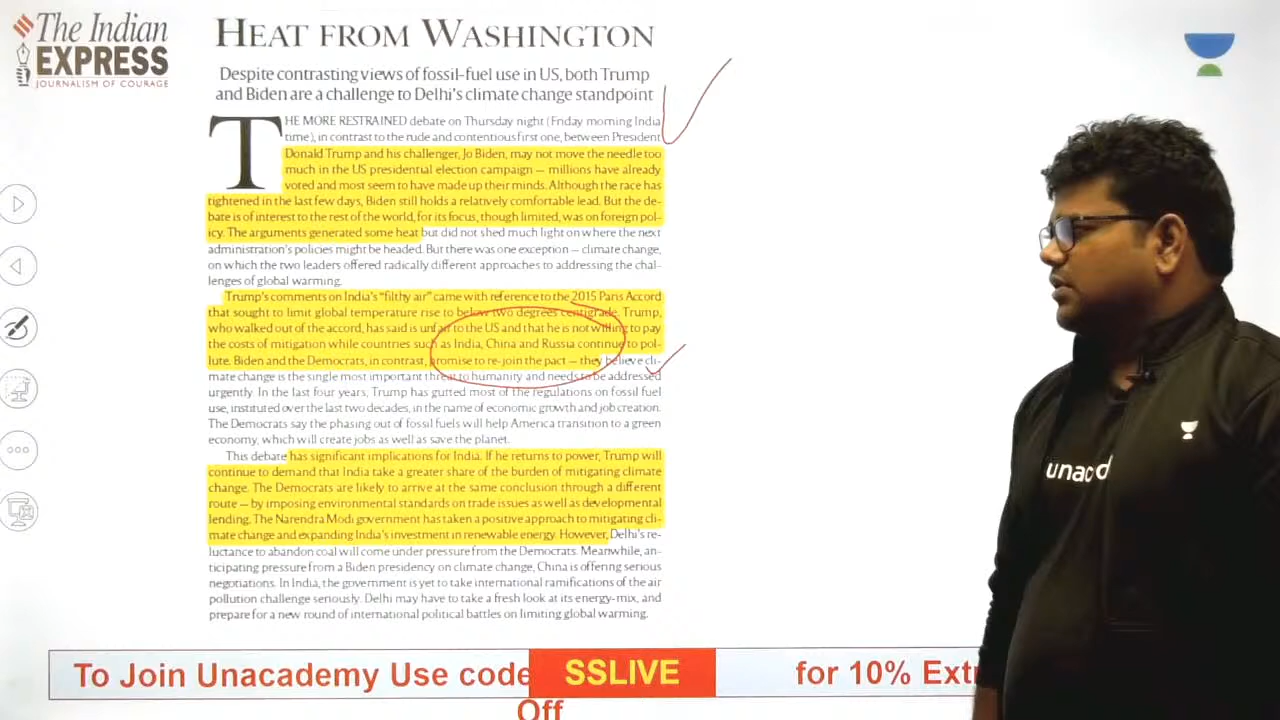 The Indian
EXPRESS
JOURNALISM OF COURAGE
HEAT FROM WASHINGTON
Despite contrasting views of fossil-fuel use in US, both Trump
and Biden are a challenge to Delhi's climate change standpoint
THE MORE RESTRAINED debate on Thursday night (Friday morning India
time), in contrast to the rude and contentious first one, between President
Donald Trump and his challenger, Jo Biden, may not move the needle too
much in the US presidential election campaign — millions have already
voted and most seem to have made up their minds. Although the race has
tightened in the last few days, Biden still holds a relatively comfortable lead. But the de-
bate is of interest to the rest of the world, for its focus, though limited, was on foreign pol-
icy. The arguments generated some heat but did not shed much light on where the next
administration's policies might be headed. But there was one exception — climate change,
on which the two leaders offered radically different approaches to addressing the chal-
lenges of global warming.
Trump's comments on India's "filthy air" came with reference to the 2015 Paris Accord
that sought to limit global temperature rise to below two degrees centigrade. Trump,
who walked out of the accord, has said is unfair to the US and that he is not willing to pay
the costs of mitigation while countries such as India, China and Russia continue to pol-
lute. Biden and the Democrats, in contrast, promise to re-join the pact — they believe cli-
mate change is the single most important threat to humanity and needs to be addressed
urgently. In the last four years, Trump has gutted most of the regulations on fossil fuel
use, instituted over the last two decades, in the name of economic growth and job creation.
The Democrats say the phasing out of fossil fuels will help America transition to a green
economy, which will create jobs as well as save the planet.
This debate has significant implications for India. If he returns to power, Trump will
continue to demand that India take a greater share of the burden of mitigating climate
change. The Democrats are likely to arrive at the same conclusion through a different
route — by imposing environmental standards on trade issues as well as developmental
lending. The Narendra Modi government has taken a positive approach to mitigating cli-
mate change and expanding India's investment in renewable energy. However, Delhi's re-
luctance to abandon coal will come under pressure from the Democrats. Meanwhile, an-
ticipating pressure from a Biden presidency on climate change, China is offering serious
negotiations. In India, the government is yet to take international ramifications of the air
pollution challenge seriously. Delhi may have to take a fresh look at its energy-mix, and
prepare for a new round of international political battles on limiting global warming.
unacad
To Join Unacademy Use code SSLIVE for 10% Extr
Off